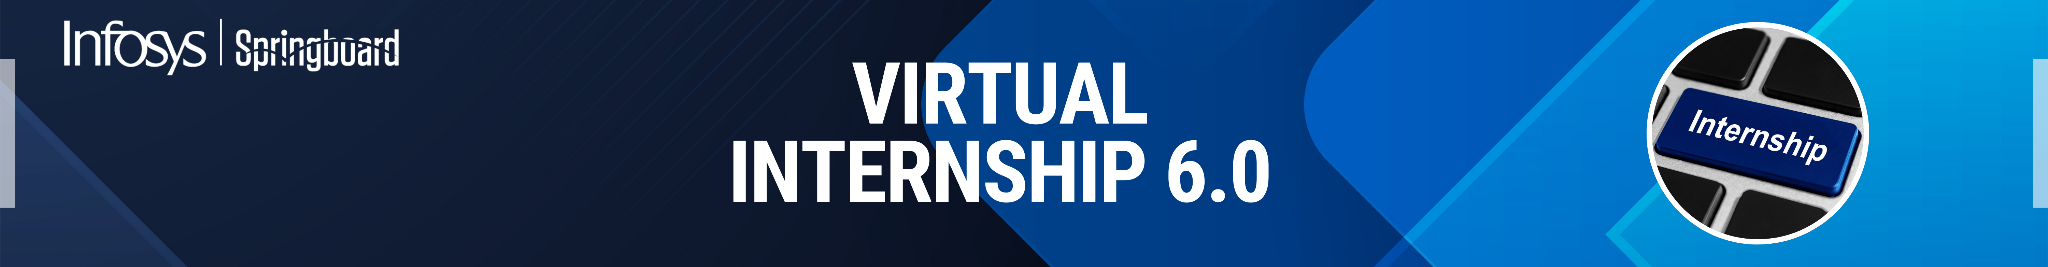 Infosys | Springboard
VIRTUAL
INTERNSHIP 6.0
Internship